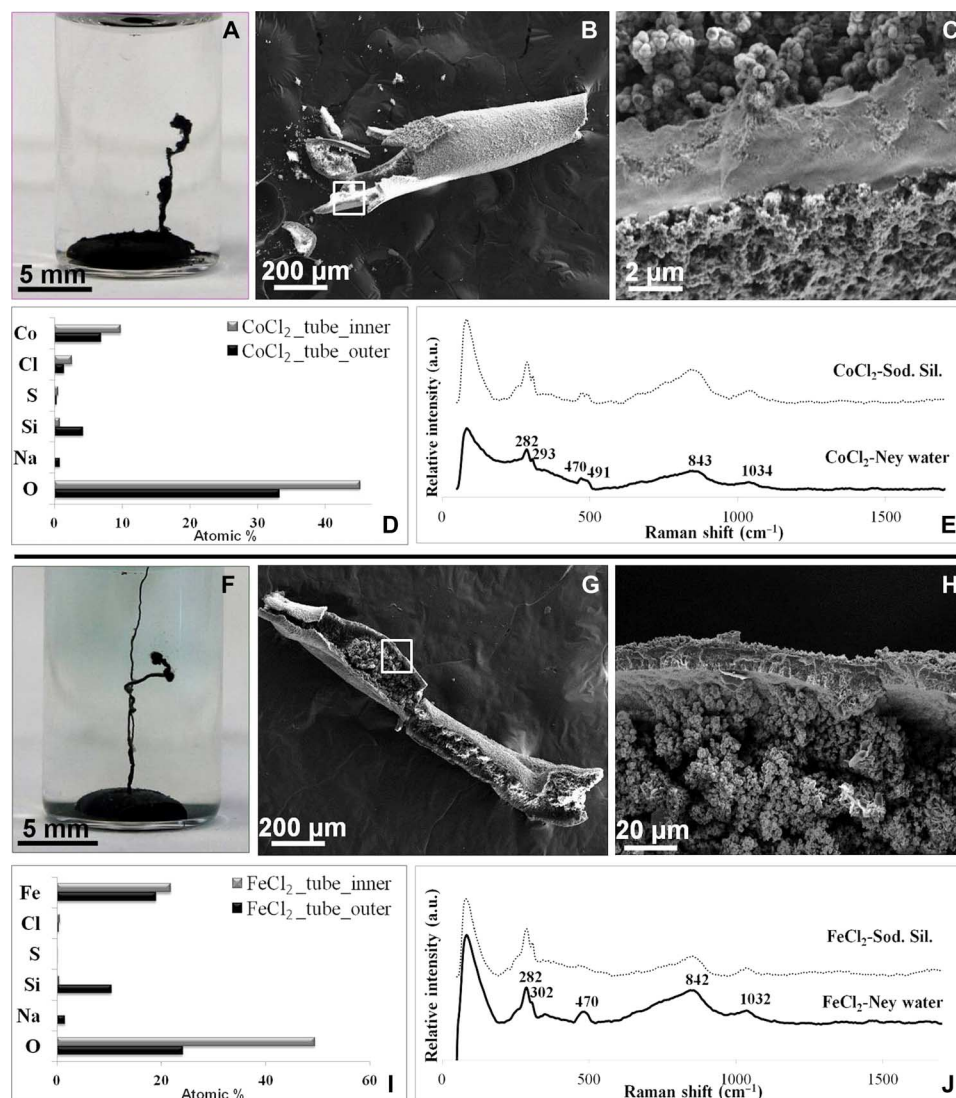 A
5 mm
B
200 µm
C
2 µm
Co
Cl
S
Si
Na
O
CoCl2_tube_inner
CoCl2_tube_outer
0 10 20 30 40
Atomic %
D
Relative intensity (a.u.)
CoCl2-Sod. Sil.
CoCl2-Ney water
282
293
470
491
843
1034
500 1000 1500
Raman shift (cm–1)
E
F
5 mm
G
200 µm
H
20 µm
Fe
Cl
S
Si
Na
O
FeCl2_tube_inner
FeCl2_tube_outer
0 20 40 60
Atomic %
I
Relative intensity (a.u.)
FeCl2-Sod. Sil.
FeCl2-Ney water
282
302
470
842
1032
500 1000 1500
Raman shift (cm–1)
J